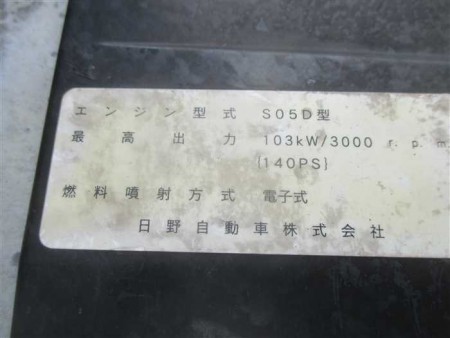 エンジン型式 S05D型
最高出力 103kW/3000 r.p.m
(140PS)
燃料噴射方式 電子式
日野自動車株式会社